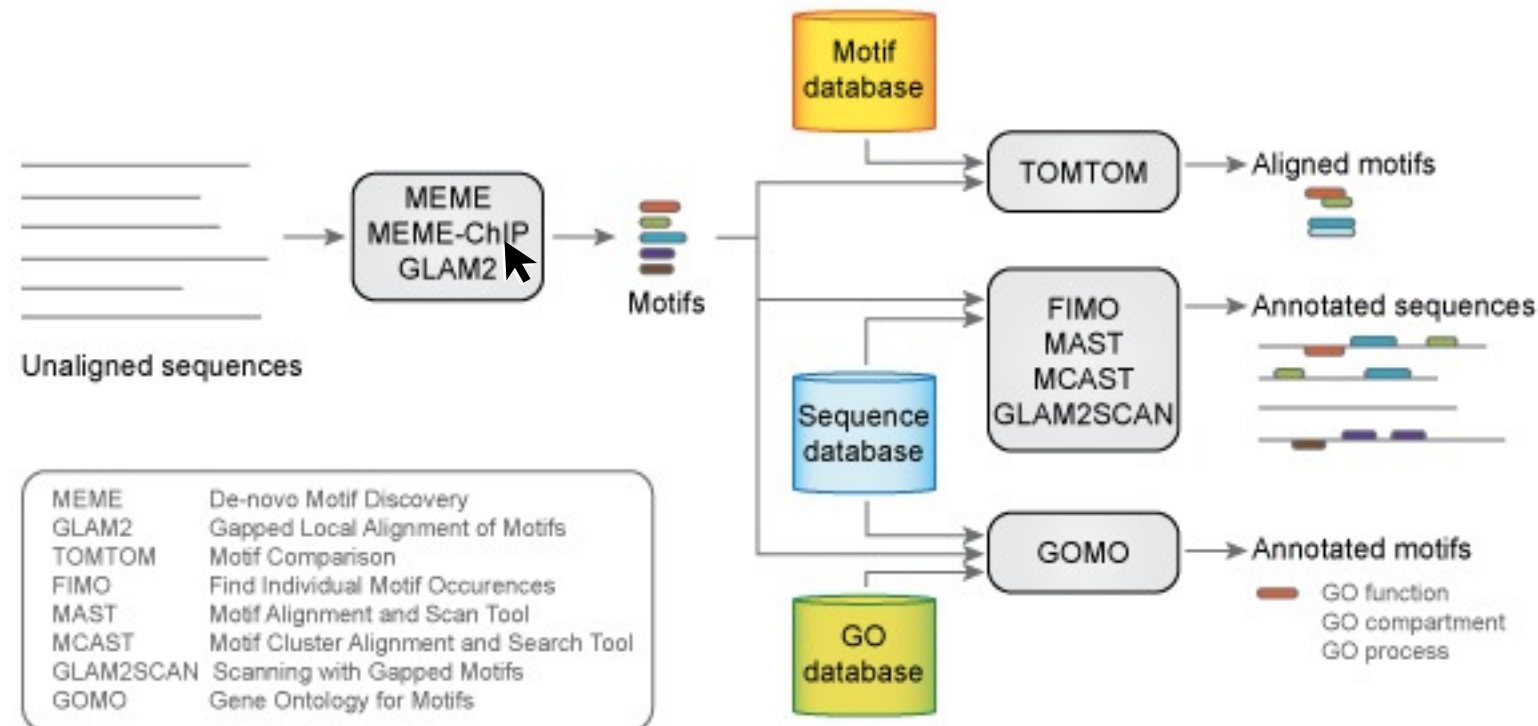 Motif
database
TOMTOM
Aligned motifs
MEME
MEME-ChIP
GLAM2
Motifs
Unaligned sequences
FIMO
MAST
MCAST
GLAM2SCAN
Annotated sequences
Sequence
database
GOMO
Annotated motifs
GO function
GO compartment
GO process
GO
database
MEME De-novo Motif Discovery
GLAM2 Gapped Local Alignment of Motifs
TOMTOM Motif Comparison
FIMO Find Individual Motif Occurences
MAST Motif Alignment and Scan Tool
MCAST Motif Cluster Alignment and Search Tool
GLAM2SCAN Scanning with Gapped Motifs
GOMO Gene Ontology for Motifs